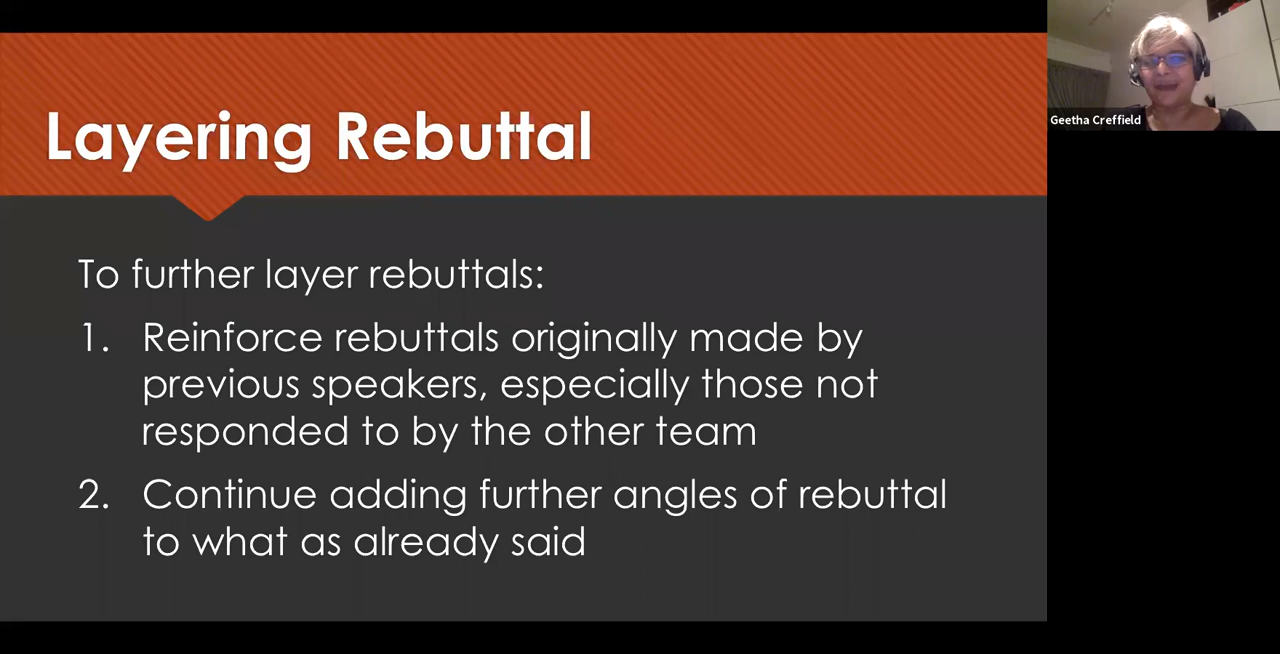 Layering Rebuttal
Geetha Creffield
To further layer rebuttals:
1. Reinforce rebuttals originally made by
previous speakers, especially those not
responded to by the other team
2. Continue adding further angles of rebuttal
to what as already said